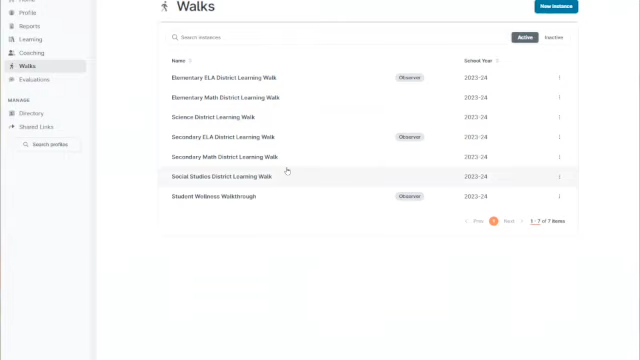 Profile
Reports
Learning
Coaching
Walks
Evaluations
MANAGE
Directory
Shared Links
Search profiles
Walks
New instance
Search instances
Active Inactive
Name School Year
Elementary ELA District Learning Walk Observer 2023-24
Elementary Math District Learning Walk 2023-24
Science District Learning Walk 2023-24
Secondary ELA District Learning Walk Observer 2023-24
Secondary Math District Learning Walk 2023-24
Social Studies District Learning Walk 2023-24
Student Wellness Walkthrough Observer 2023-24
Prev 1 Next 1 - 7 of 7 items